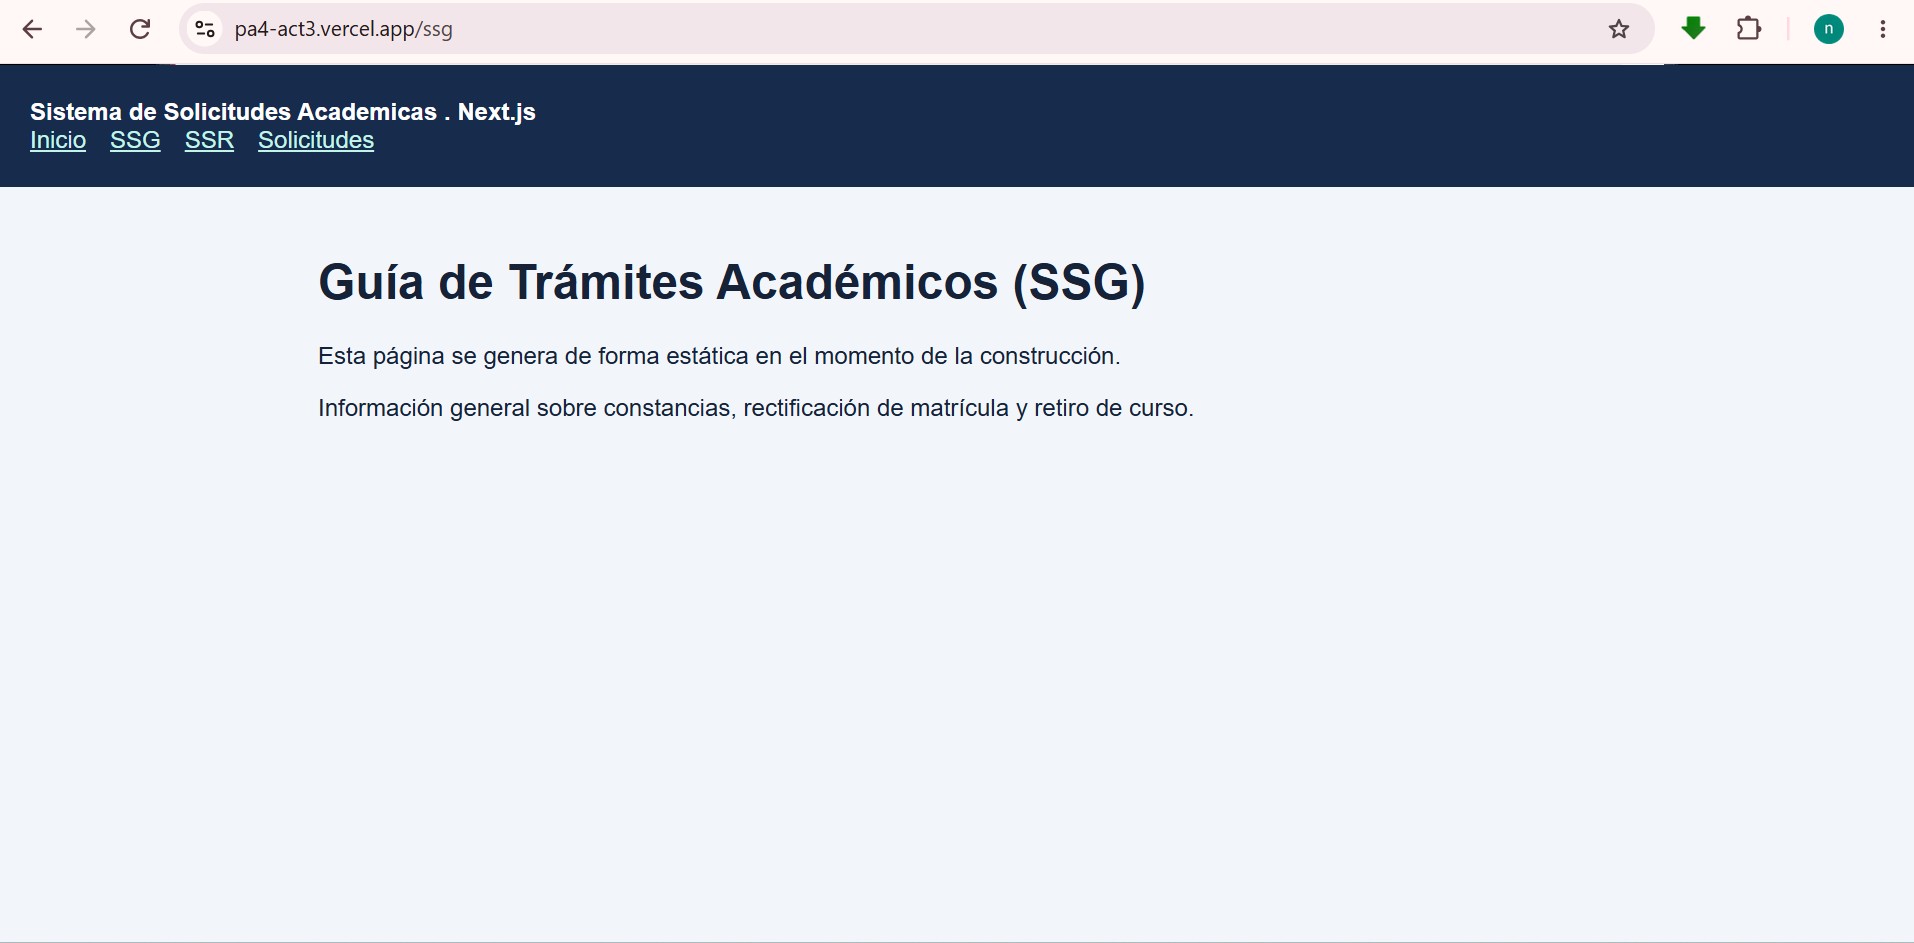 pa4-act3.vercel.app/ssg
n
Sistema de Solicitudes Academicas . Next.js
Inicio SSG SSR Solicitudes
Guía de Trámites Académicos (SSG)
Esta página se genera de forma estática en el momento de la construcción.
Información general sobre constancias, rectificación de matrícula y retiro de curso.